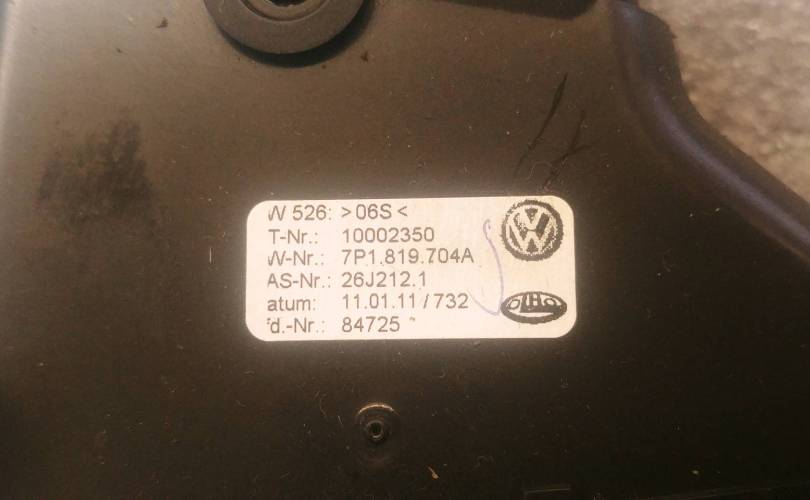 W 526: >06S<
T-Nr.: 10002350
W-Nr.: 7P1.819.704A
AS-Nr.: 26J212.1
atum: 11.01.11 / 732
d.-Nr.: 84725